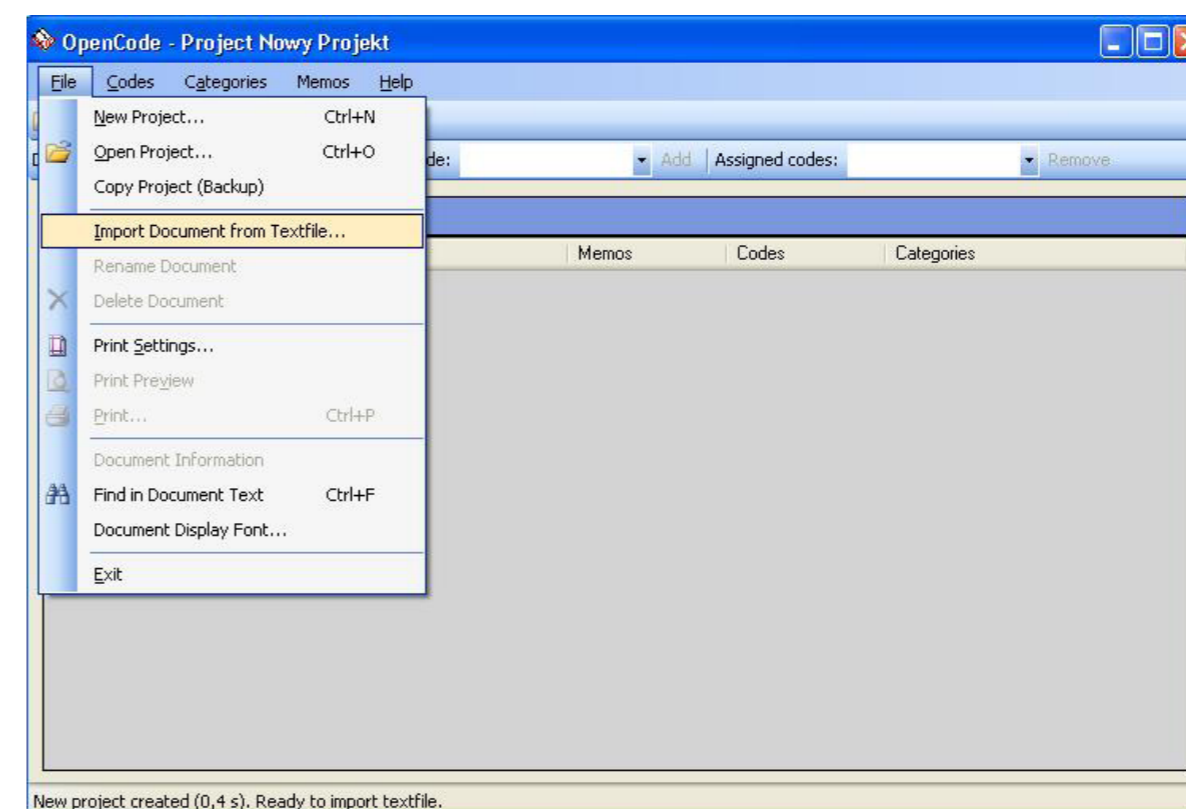 OpenCode - Project Nowy Projekt
File Codes Categories Memos Help
New Project... Ctrl+N
Open Project... Ctrl+O
de: Add Assigned codes: Remove
Copy Project (Backup)
Import Document from Textfile...
Memos Codes Categories
Rename Document
Delete Document
Print Settings...
Print Preview
Print... Ctrl+P
Document Information
Find in Document Text Ctrl+F
Document Display Font...
Exit
New project created (0,4 s). Ready to import textfile.